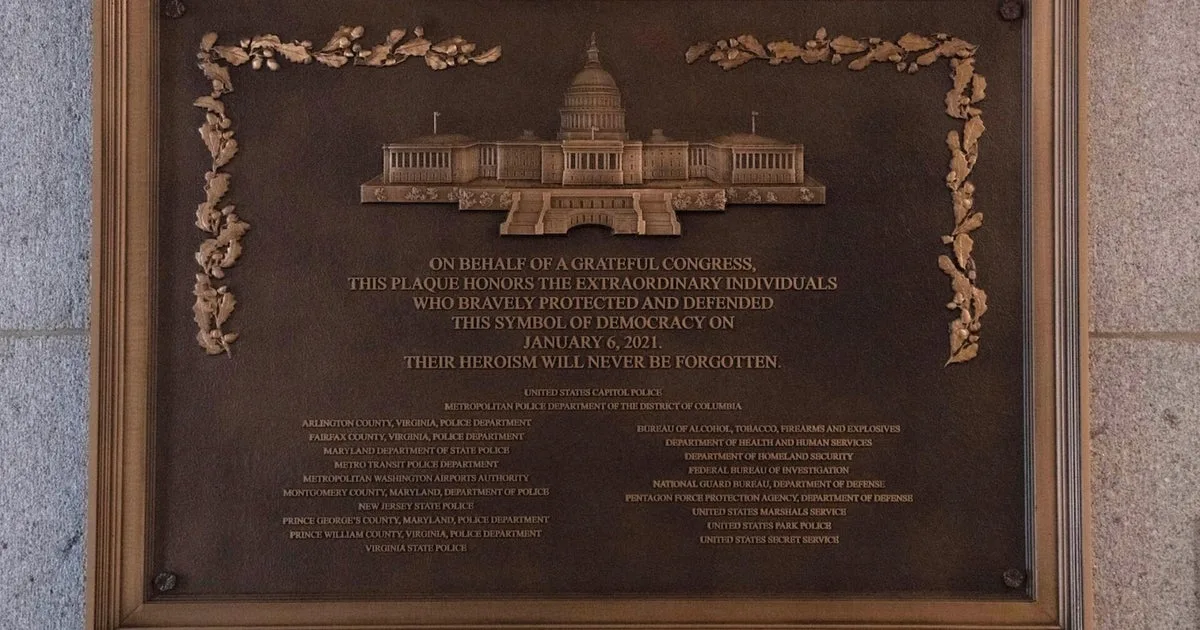 ON BEHALF OF A GRATEFUL CONGRESS,
THIS PLAQUE HONORS THE EXTRAORDINARY INDIVIDUALS
WHO BRAVELY PROTECTED AND DEFENDED
THIS SYMBOL OF DEMOCRACY ON
JANUARY 6, 2021.
THEIR HEROISM WILL NEVER BE FORGOTTEN.
UNITED STATES CAPITOL POLICE
METROPOLITAN POLICE DEPARTMENT OF THE DISTRICT OF COLUMBIA
ARLINGTON COUNTY, VIRGINIA, POLICE DEPARTMENT
FAIRFAX COUNTY, VIRGINIA, POLICE DEPARTMENT
MARYLAND DEPARTMENT OF STATE POLICE
METRO TRANSIT POLICE DEPARTMENT
METROPOLITAN WASHINGTON AIRPORTS AUTHORITY
MONTGOMERY COUNTY, MARYLAND, DEPARTMENT OF POLICE
NEW JERSEY STATE POLICE
PRINCE GEORGE'S COUNTY, MARYLAND, POLICE DEPARTMENT
PRINCE WILLIAM COUNTY, VIRGINIA, POLICE DEPARTMENT
VIRGINIA STATE POLICE
BUREAU OF ALCOHOL, TOBACCO, FIREARMS AND EXPLOSIVES
DEPARTMENT OF HEALTH AND HUMAN SERVICES
DEPARTMENT OF HOMELAND SECURITY
FEDERAL BUREAU OF INVESTIGATION
NATIONAL GUARD BUREAU, DEPARTMENT OF DEFENSE
PENTAGON FORCE PROTECTION AGENCY, DEPARTMENT OF DEFENSE
UNITED STATES MARSHALS SERVICE
UNITED STATES PARK POLICE
UNITED STATES SECRET SERVICE